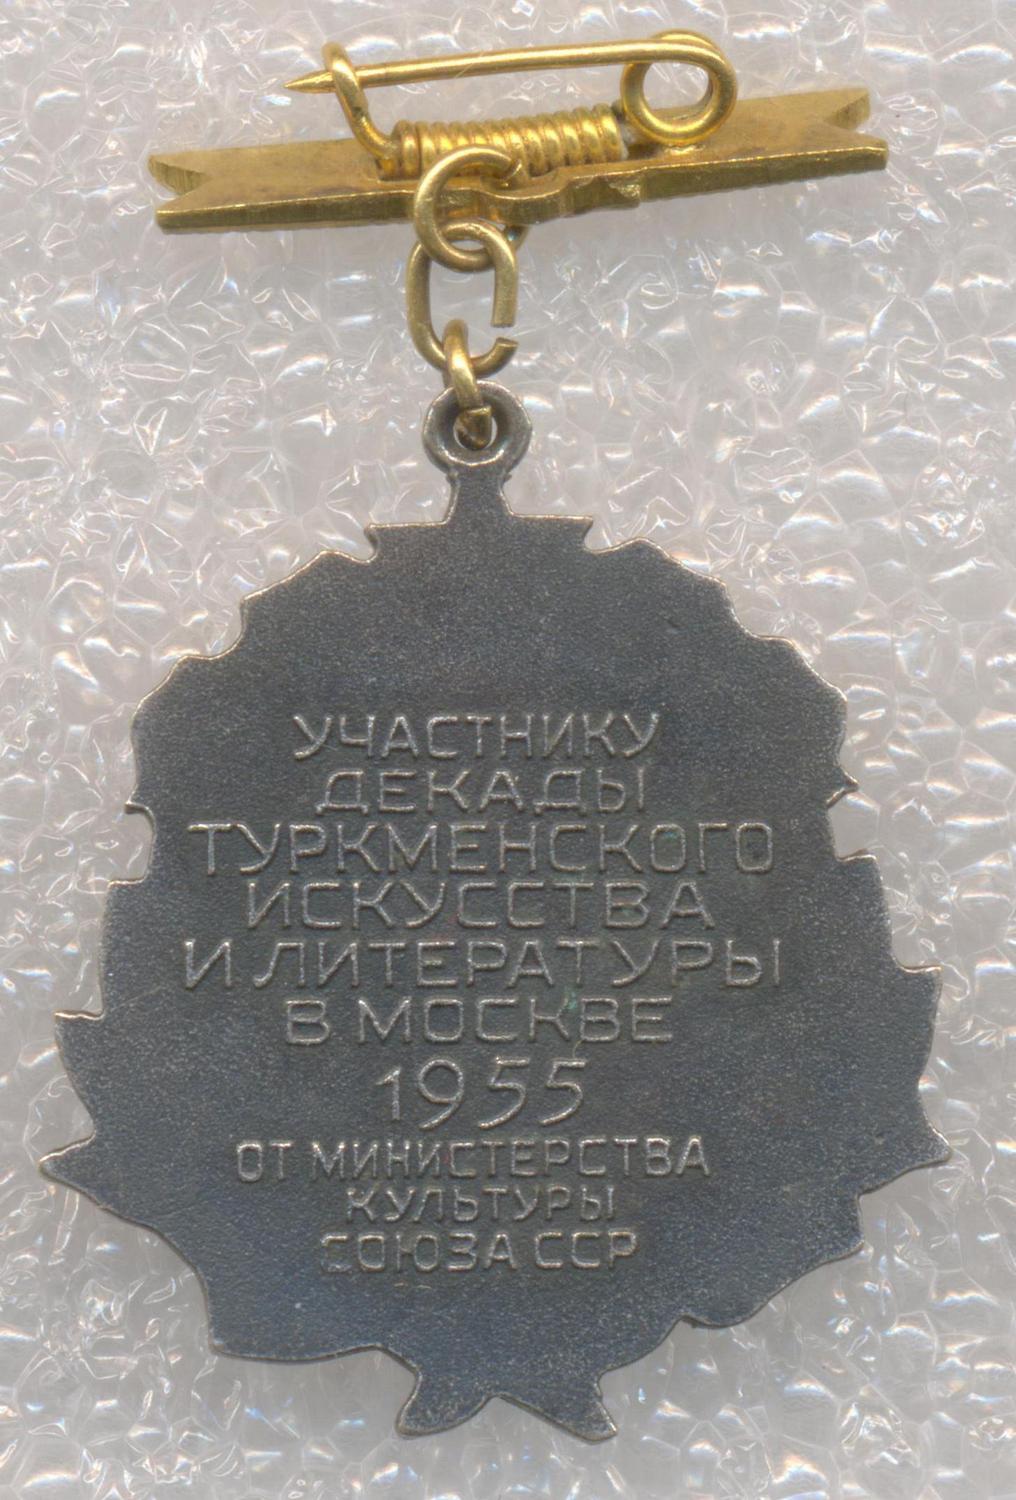 УЧАСТНИКУ
ДЕКАДЫ
ТУРКМЕНСКОГО
ИСКУССТВА
И ЛИТЕРАТУРЫ
В МОСКВЕ
1955
ОТ МИНИСТЕРСТВА
КУЛЬТУРЫ
СОЮЗА ССР